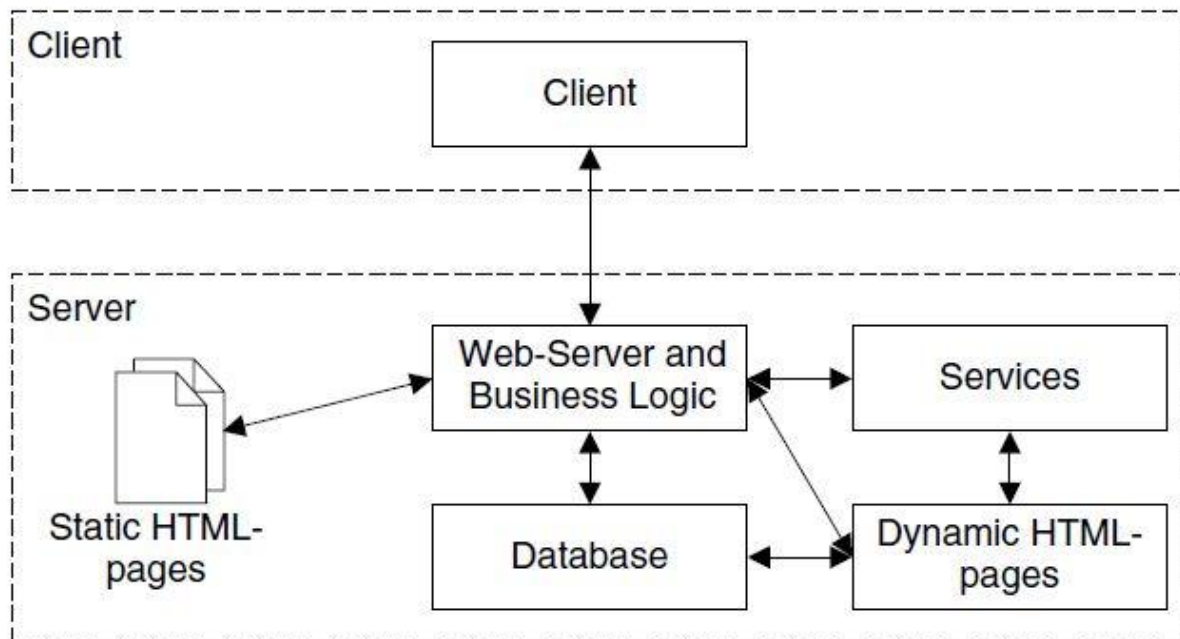 Client
Client
Server
Web-Server and
Business Logic
Services
Static HTML-
pages
Database
Dynamic HTML-
pages